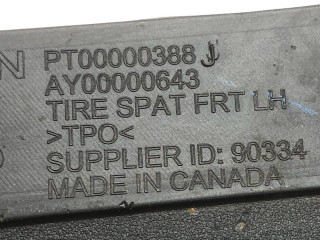 N PT00000388 J
AY00000643
TIRE SPAT FRT LH
>TPO<
SUPPLIER ID: 90334
MADE IN CANADA